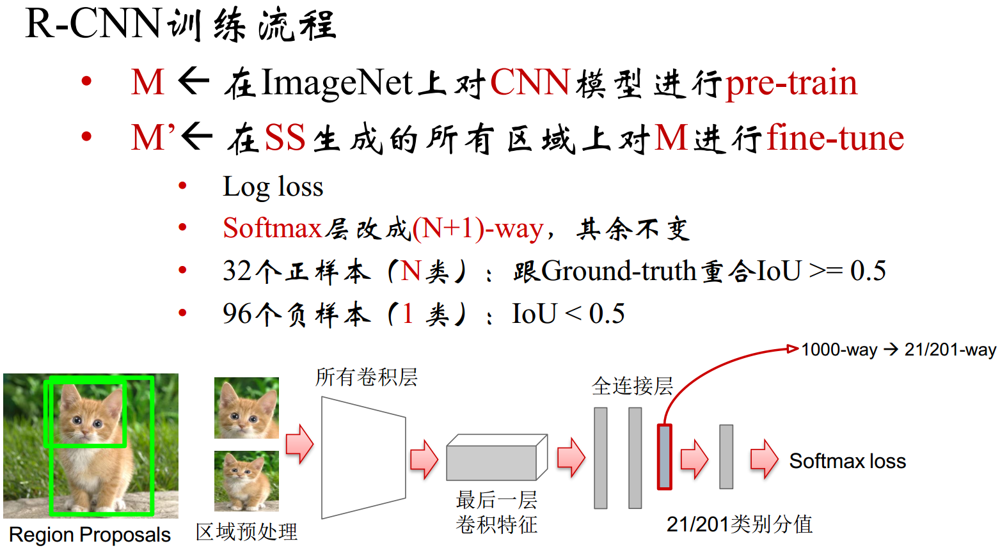 R-CNN训练流程
• M ← 在ImageNet上对CNN模型进行pre-train
• M’← 在SS生成的所有区域上对M进行fine-tune
• Log loss
• Softmax层改成(N+1)-way，其余不变
• 32个正样本（N类）：跟Ground-truth重合IoU >= 0.5
• 96个负样本（1 类）：IoU < 0.5
1000-way → 21/201-way
所有卷积层
全连接层
Softmax loss
最后一层
卷积特征
21/201类别分值
Region Proposals
区域预处理